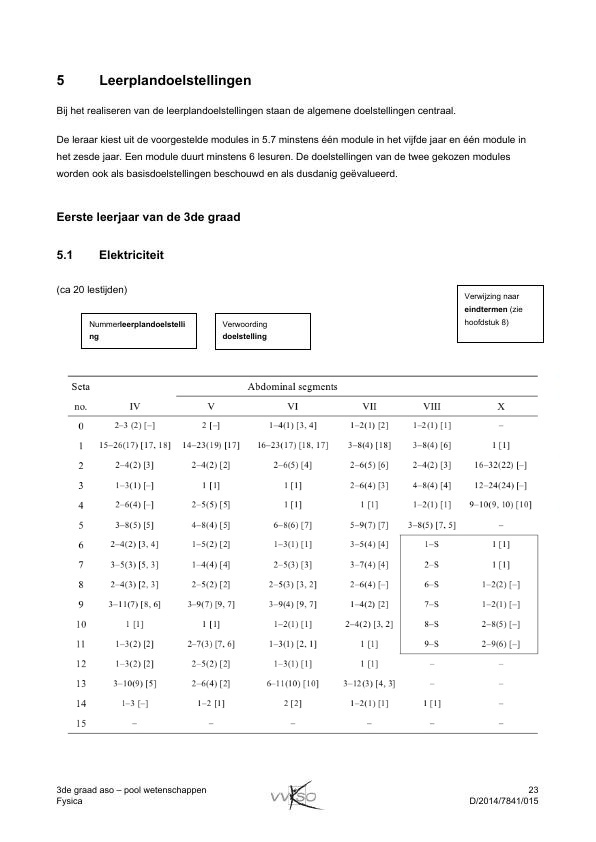 5 Leerplandoelstellingen
Bij het realiseren van de leerplandoelstellingen staan de algemene doelstellingen centraal.
De leraar kiest uit de voorgestelde modules in 5.7 minstens één module in het vijfde jaar en één module in
het zesde jaar. Een module duurt minstens 6 lesuren. De doelstellingen van de twee gekozen modules
worden ook als basisdoelstellingen beschouwd en als dusdanig geëvalueerd.
Eerste leerjaar van de 3de graad
5.1 Elektriciteit
(ca 20 lestijden)
Verwijzing naar
eindtermen (zie
hoofdstuk 8)
Nummerleerplandoelstelli
ng
Verwoording
doelstelling
Seta Abdominal segments
no. IV V VI VII VIII X
0 2–3 (2) [–] 2 [–] 1–4(1) [3, 4] 1–2(1) [2] 1–2(1) [1] –
1 15–26(17) [17, 18] 14–23(19) [17] 16–23(17) [18, 17] 3–8(4) [18] 3–8(4) [6] 1 [1]
2 2–4(2) [3] 2–4(2) [2] 2–6(5) [4] 2–6(5) [6] 2–4(2) [3] 16–32(22) [–]
3 1–3(1) [–] 1 [1] 1 [1] 2–6(4) [3] 4–8(4) [4] 12–24(24) [–]
4 2–6(4) [–] 2–5(5) [5] 1 [1] 1 [1] 1–2(1) [1] 9–10(9, 10) [10]
5 3–8(5) [5] 4–8(4) [5] 6–8(6) [7] 5–9(7) [7] 3–8(5) [7, 5] –
6 2–4(2) [3, 4] 1–5(2) [2] 1–3(1) [1] 3–5(4) [4] 1–S 1 [1]
7 3–5(3) [5, 3] 1–4(4) [4] 2–5(3) [3] 3–7(4) [4] 2–S 1 [1]
8 2–4(3) [2, 3] 2–5(2) [2] 2–5(3) [3, 2] 2–6(4) [–] 6–S 1–2(2) [–]
9 3–11(7) [8, 6] 3–9(7) [9, 7] 3–9(4) [9, 7] 1–4(2) [2] 7–S 1–2(1) [–]
10 1 [1] 1 [1] 1–2(1) [1] 2–4(2) [3, 2] 8–S 2–8(5) [–]
11 1–3(2) [2] 2–7(3) [7, 6] 1–3(1) [2, 1] 1 [1] 9–S 2–9(6) [–]
12 1–3(2) [2] 2–5(2) [2] 1–3(1) [1] 1 [1] – –
13 3–10(9) [5] 2–6(4) [2] 6–11(10) [10] 3–12(3) [4, 3] – –
14 1–3 [–] 1–2 [1] 2 [2] 1–2(1) [1] 1 [1] –
15 – – – – – –
3de graad aso – pool wetenschappen 23
Fysica D/2014/7841/015
vvkso